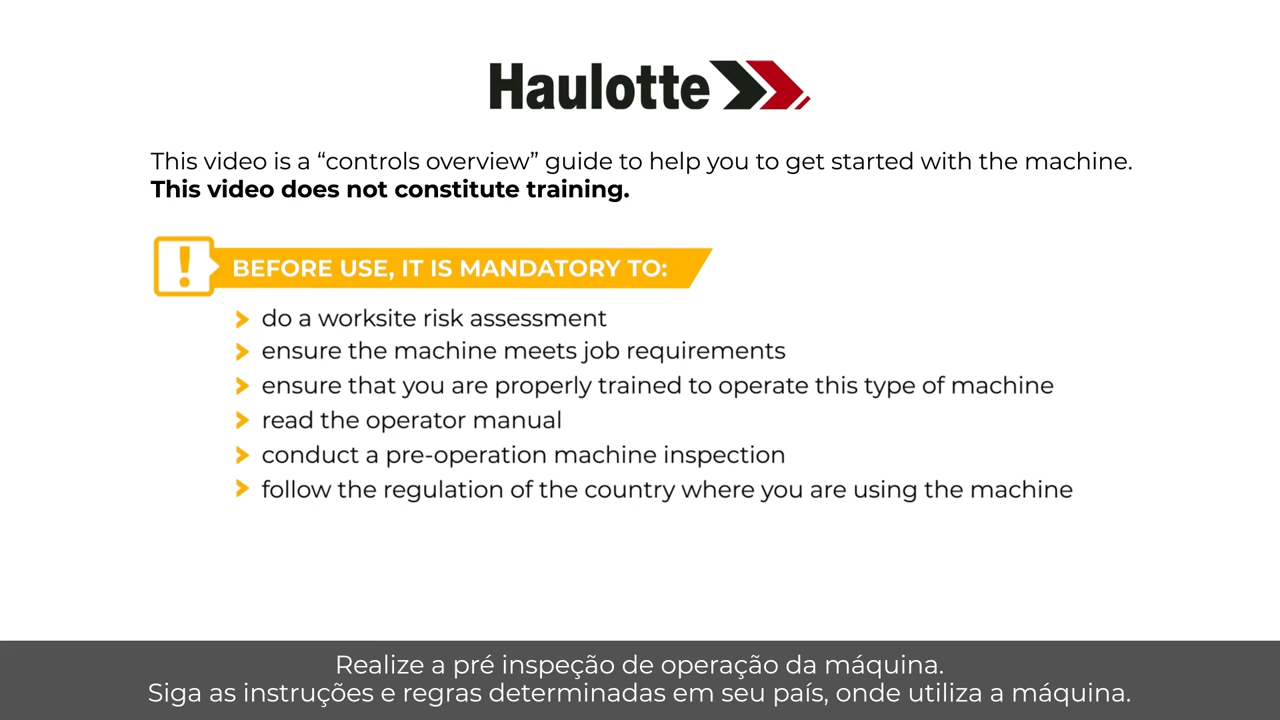 Haulotte
This video is a “controls overview” guide to help you to get started with the machine.
This video does not constitute training.
! BEFORE USE, IT IS MANDATORY TO:
do a worksite risk assessment
ensure the machine meets job requirements
ensure that you are properly trained to operate this type of machine
read the operator manual
conduct a pre-operation machine inspection
follow the regulation of the country where you are using the machine
Realize a pré inspeção de operação da máquina.
Siga as instruções e regras determinadas em seu país, onde utiliza a máquina.